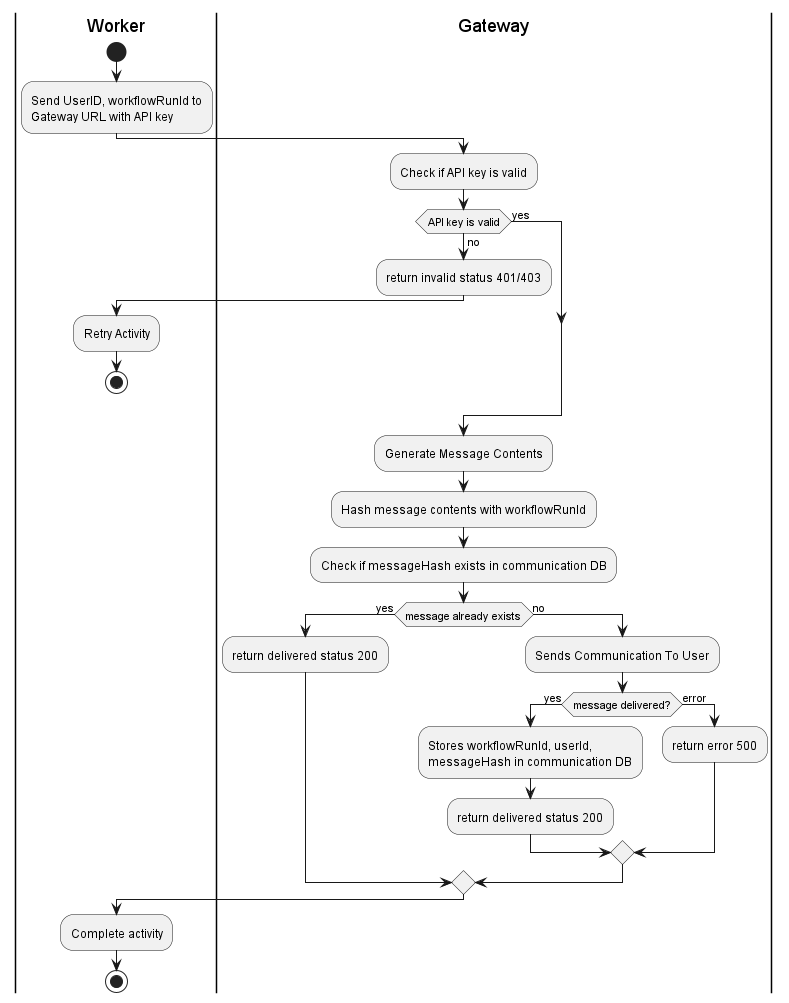 Worker
Gateway
Send UserID, workflowRunId to
Gateway URL with API key
Check if API key is valid
API key is valid
yes
no
return invalid status 401/403
Retry Activity
Generate Message Contents
Hash message contents with workflowRunId
Check if messageHash exists in communication DB
yes
message already exists
no
return delivered status 200
Sends Communication To User
yes
message delivered?
error
Stores workflowRunId, userId,
messageHash in communication DB
return error 500
return delivered status 200
Complete activity